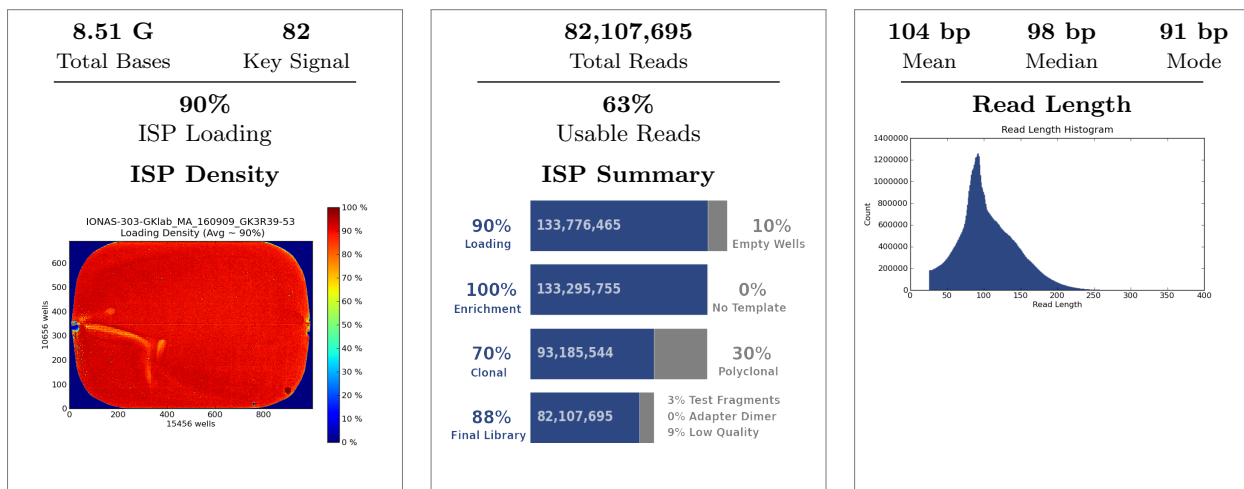 8.51 G
Total Bases
82
Key Signal
90%
ISP Loading
ISP Density
IONAS-303-GKlab_MA_160909_GK3R39-53
Loading Density (Avg ~ 90%)
10656 wells
600
500
400
300
200
100
0
0
200
400
600
800
15456 wells
100 %
90 %
80 %
70 %
60 %
50 %
40 %
30 %
20 %
10 %
0 %
82,107,695
Total Reads
63%
Usable Reads
ISP Summary
90%
Loading
133,776,465
10%
Empty Wells
100%
Enrichment
133,295,755
0%
No Template
70%
Clonal
93,185,544
30%
Polyclonal
88%
Final Library
82,107,695
3% Test Fragments
0% Adapter Dimer
9% Low Quality
104 bp
Mean
98 bp
Median
91 bp
Mode
Read Length
Read Length Histogram
Count
1400000
1200000
1000000
800000
600000
400000
200000
0
0
50
100
150
200
250
300
350
400
Read Length